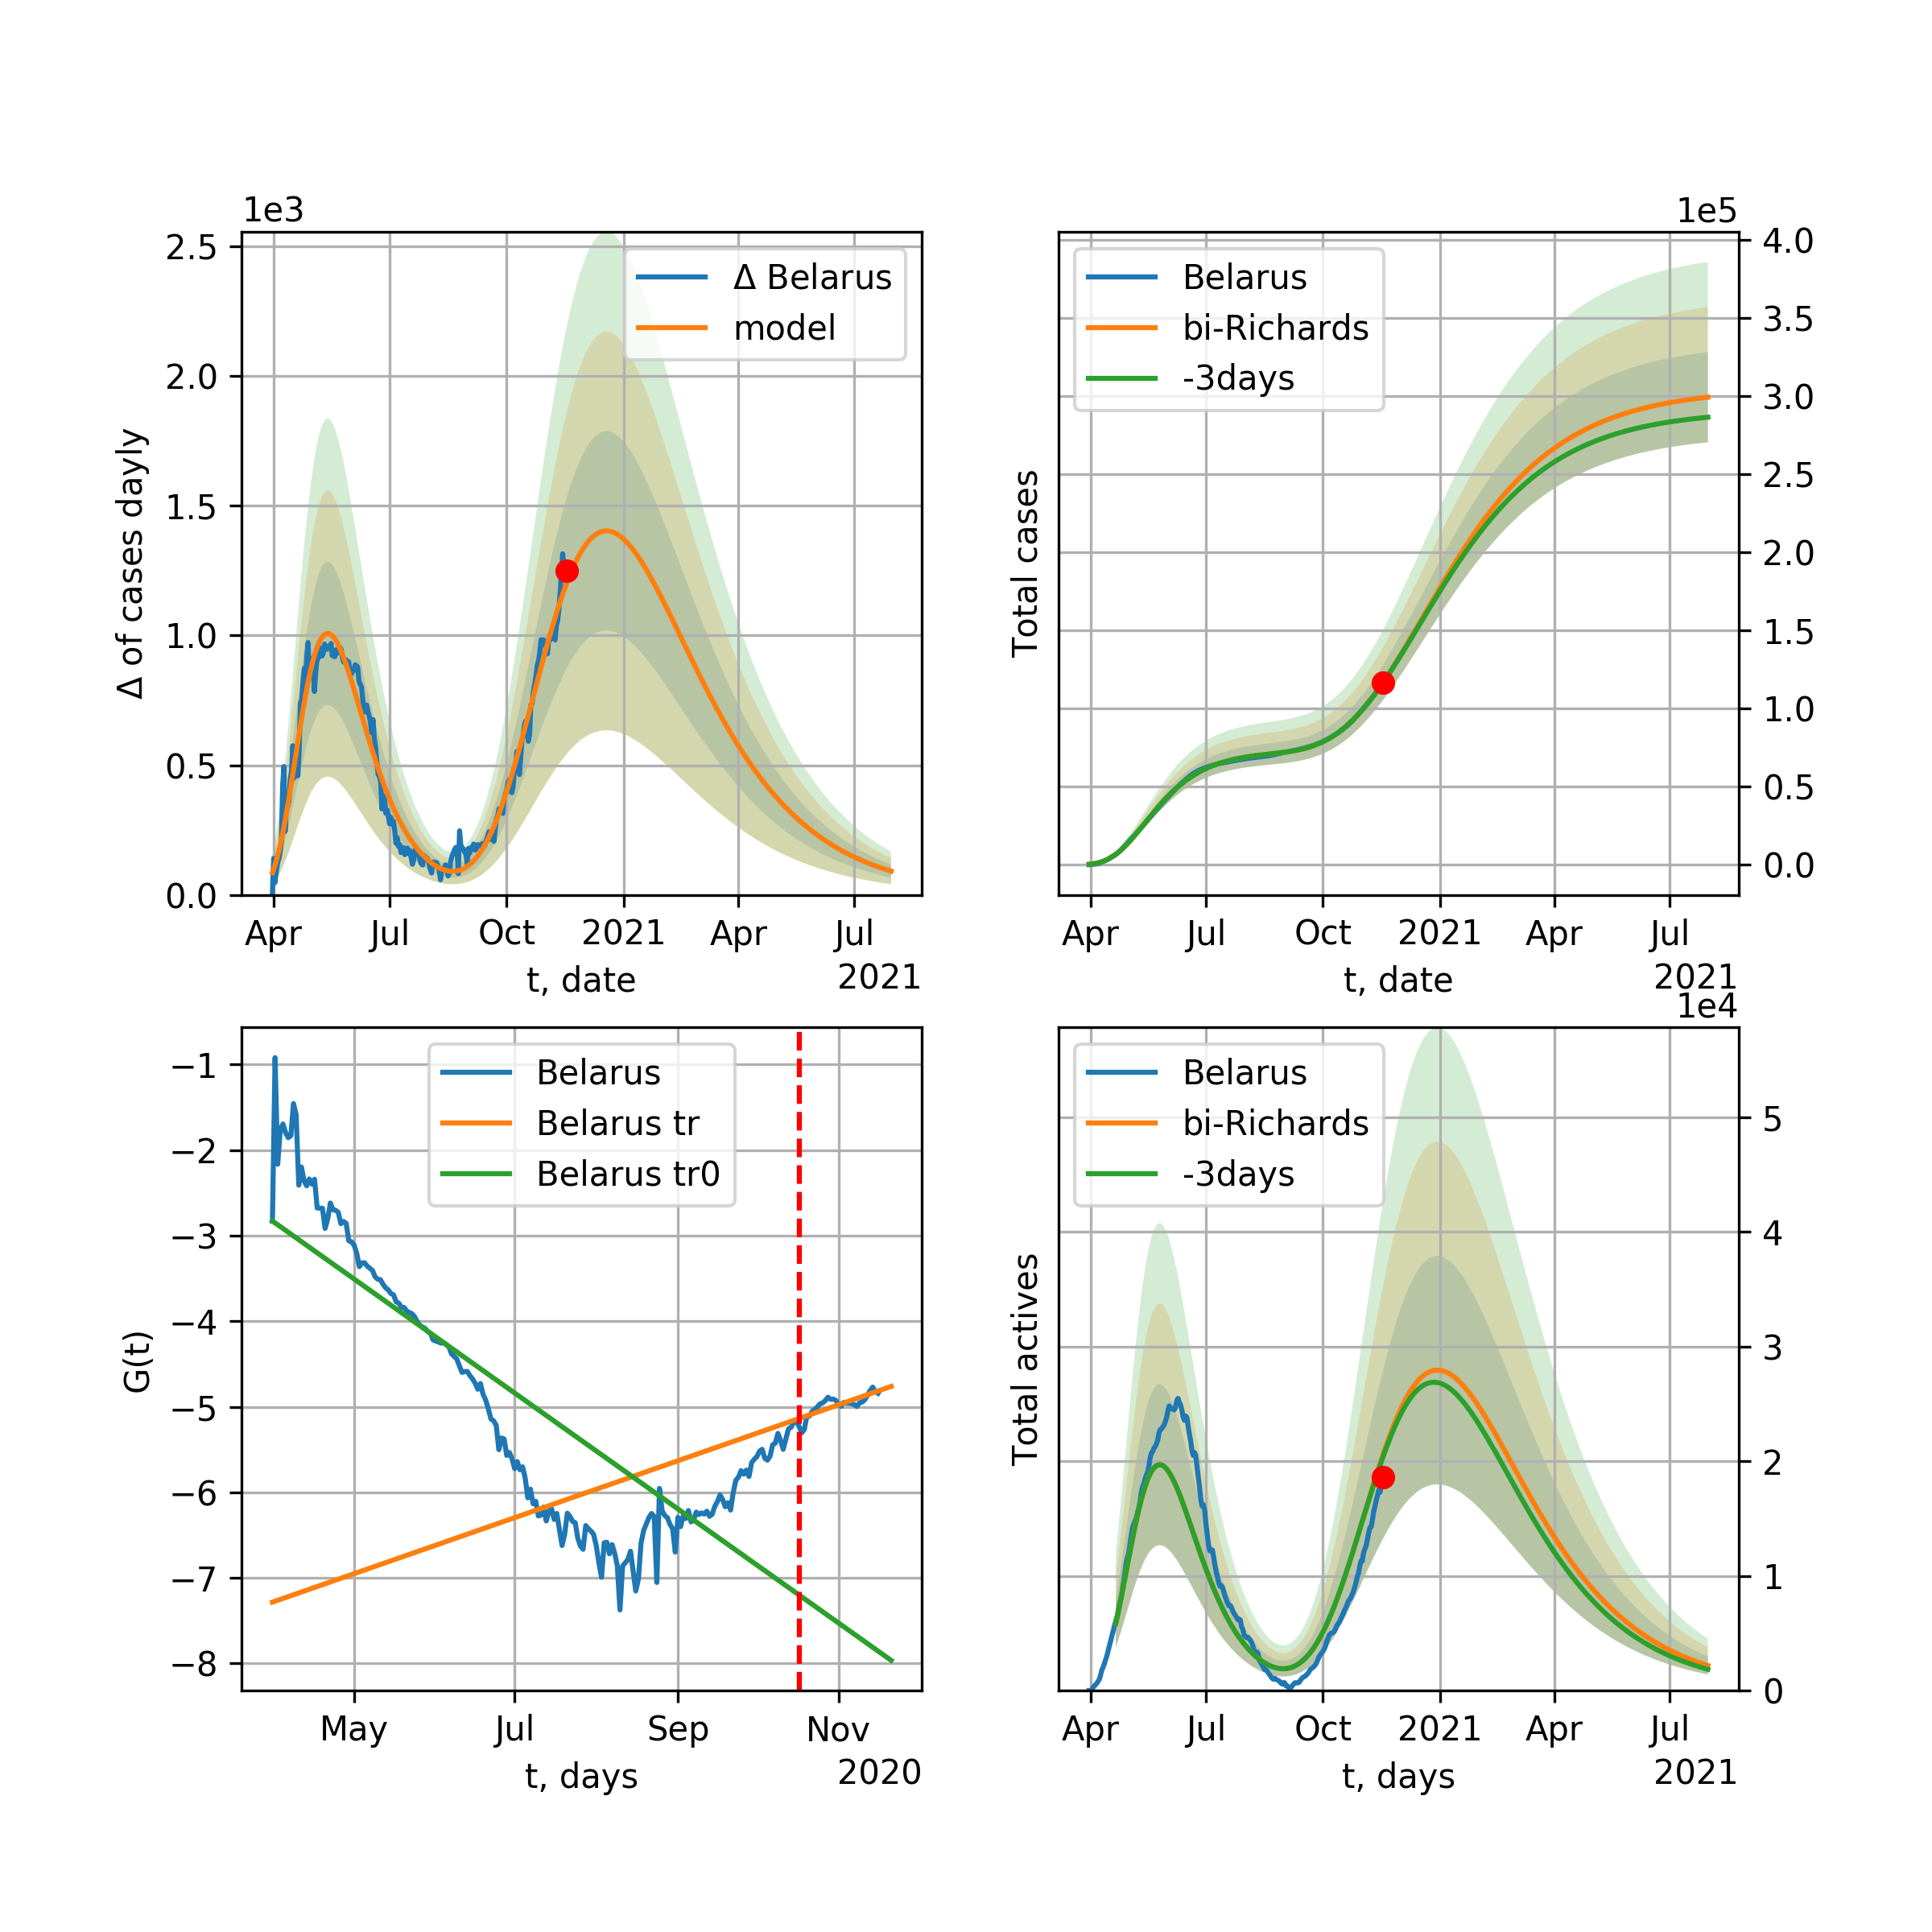 1e3
2.5
2.0
1.5
1.0
0.5
0.0
Δ of cases dayly
Δ Belarus
model
Apr Jul Oct 2021 Apr Jul
t, date
2021
1e5
4.0
3.5
3.0
2.5
2.0
1.5
1.0
0.5
0.0
Total cases
Belarus
bi-Richards
-3days
Apr Jul Oct 2021 Apr Jul
t, date
2021
−1
−2
−3
−4
−5
−6
−7
−8
G(t)
Belarus
Belarus tr
Belarus tr0
May Jul Sep Nov
t, days
2020
1e4
5
4
3
2
1
0
Total actives
Belarus
bi-Richards
-3days
Apr Jul Oct 2021 Apr Jul
t, days
2021